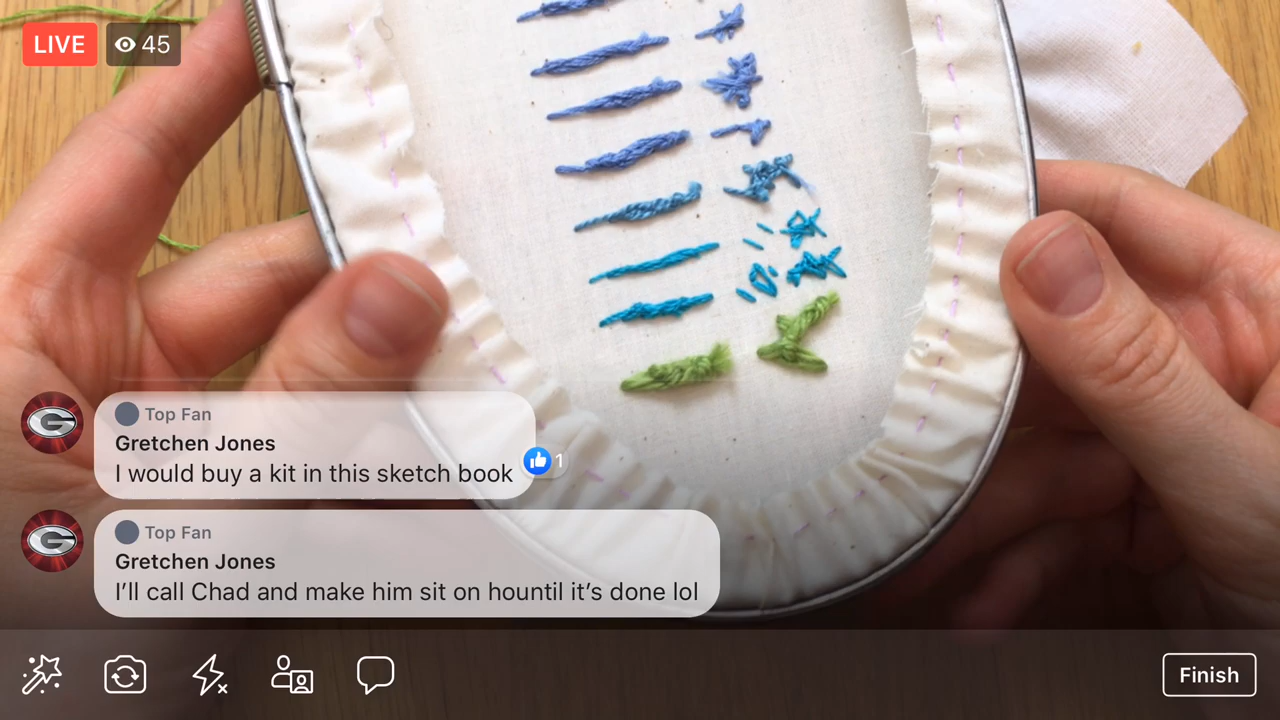 LIVE 45
Top Fan
Gretchen Jones
I would buy a kit in this sketch book
1
Top Fan
Gretchen Jones
I’ll call Chad and make him sit on hountil it’s done lol
Finish